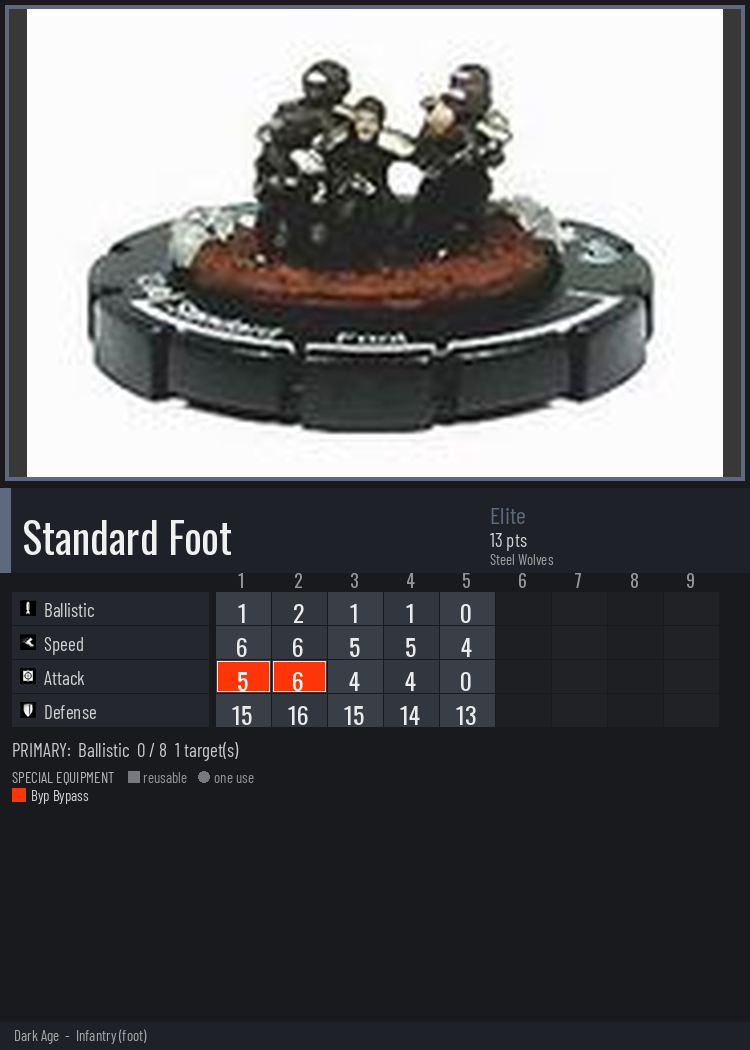 Standard Foot
Elite
13 pts
Steel Wolves
1 2 3 4 5 6 7 8 9
Ballistic 1 2 1 1 0
Speed 6 6 5 5 4
Attack 5 6 4 4 0
Defense 15 16 15 14 13
PRIMARY: Ballistic 0 / 8 1 target(s)
SPECIAL EQUIPMENT reusable one use
Byp Bypass
Dark Age - Infantry (foot)